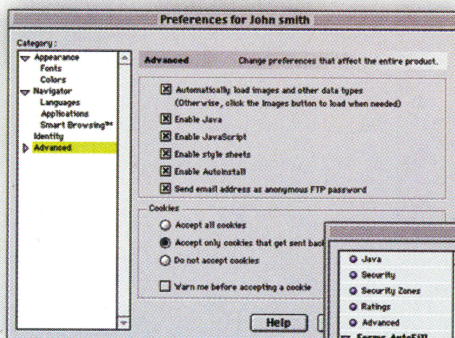 Preferences for John smith
Category:
Appearance
Fonts
Colors
Navigator
Languages
Applications
Smart Browsing™
Identity
Advanced
Advanced Change preferences that affect the entire product.
Automatically load images and other data types
(Otherwise, click the Images button to load when needed)
Enable Java
Enable JavaScript
Enable style sheets
Enable AutoInstall
Send email address as anonymous FTP password
Cookies
Accept all cookies
Accept only cookies that get sent back
Do not accept cookies
Warn me before accepting a cookie
Help
Java
Security
Security Zones
Ratings
Advanced
Forms AutoFill